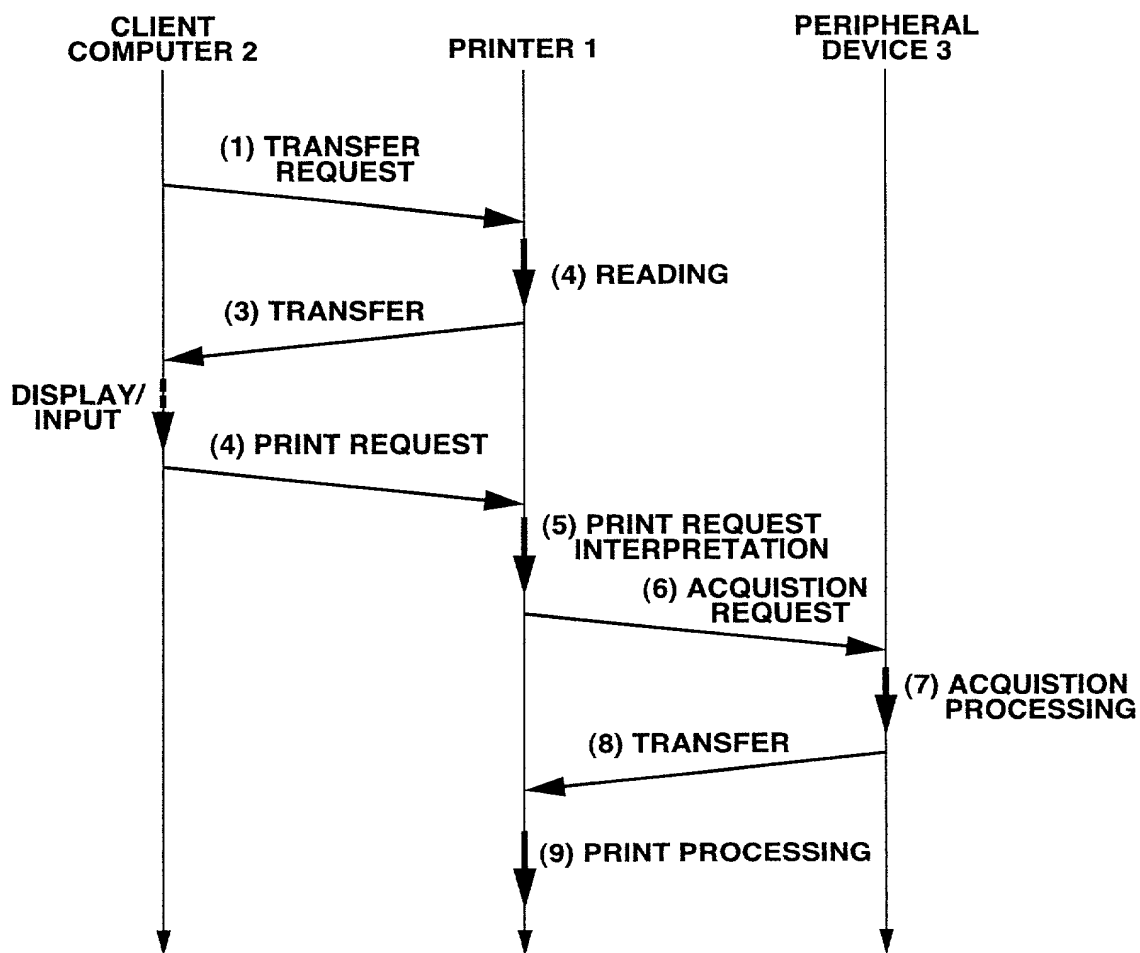 CLIENT
COMPUTER 2
PRINTER 1
PERIPHERAL
DEVICE 3
(1) TRANSFER
REQUEST
(4) READING
(3) TRANSFER
DISPLAY/
INPUT
(4) PRINT REQUEST
(5) PRINT REQUEST
INTERPRETATION
(6) ACQUISTION
REQUEST
(7) ACQUISTION
PROCESSING
(8) TRANSFER
(9) PRINT PROCESSING